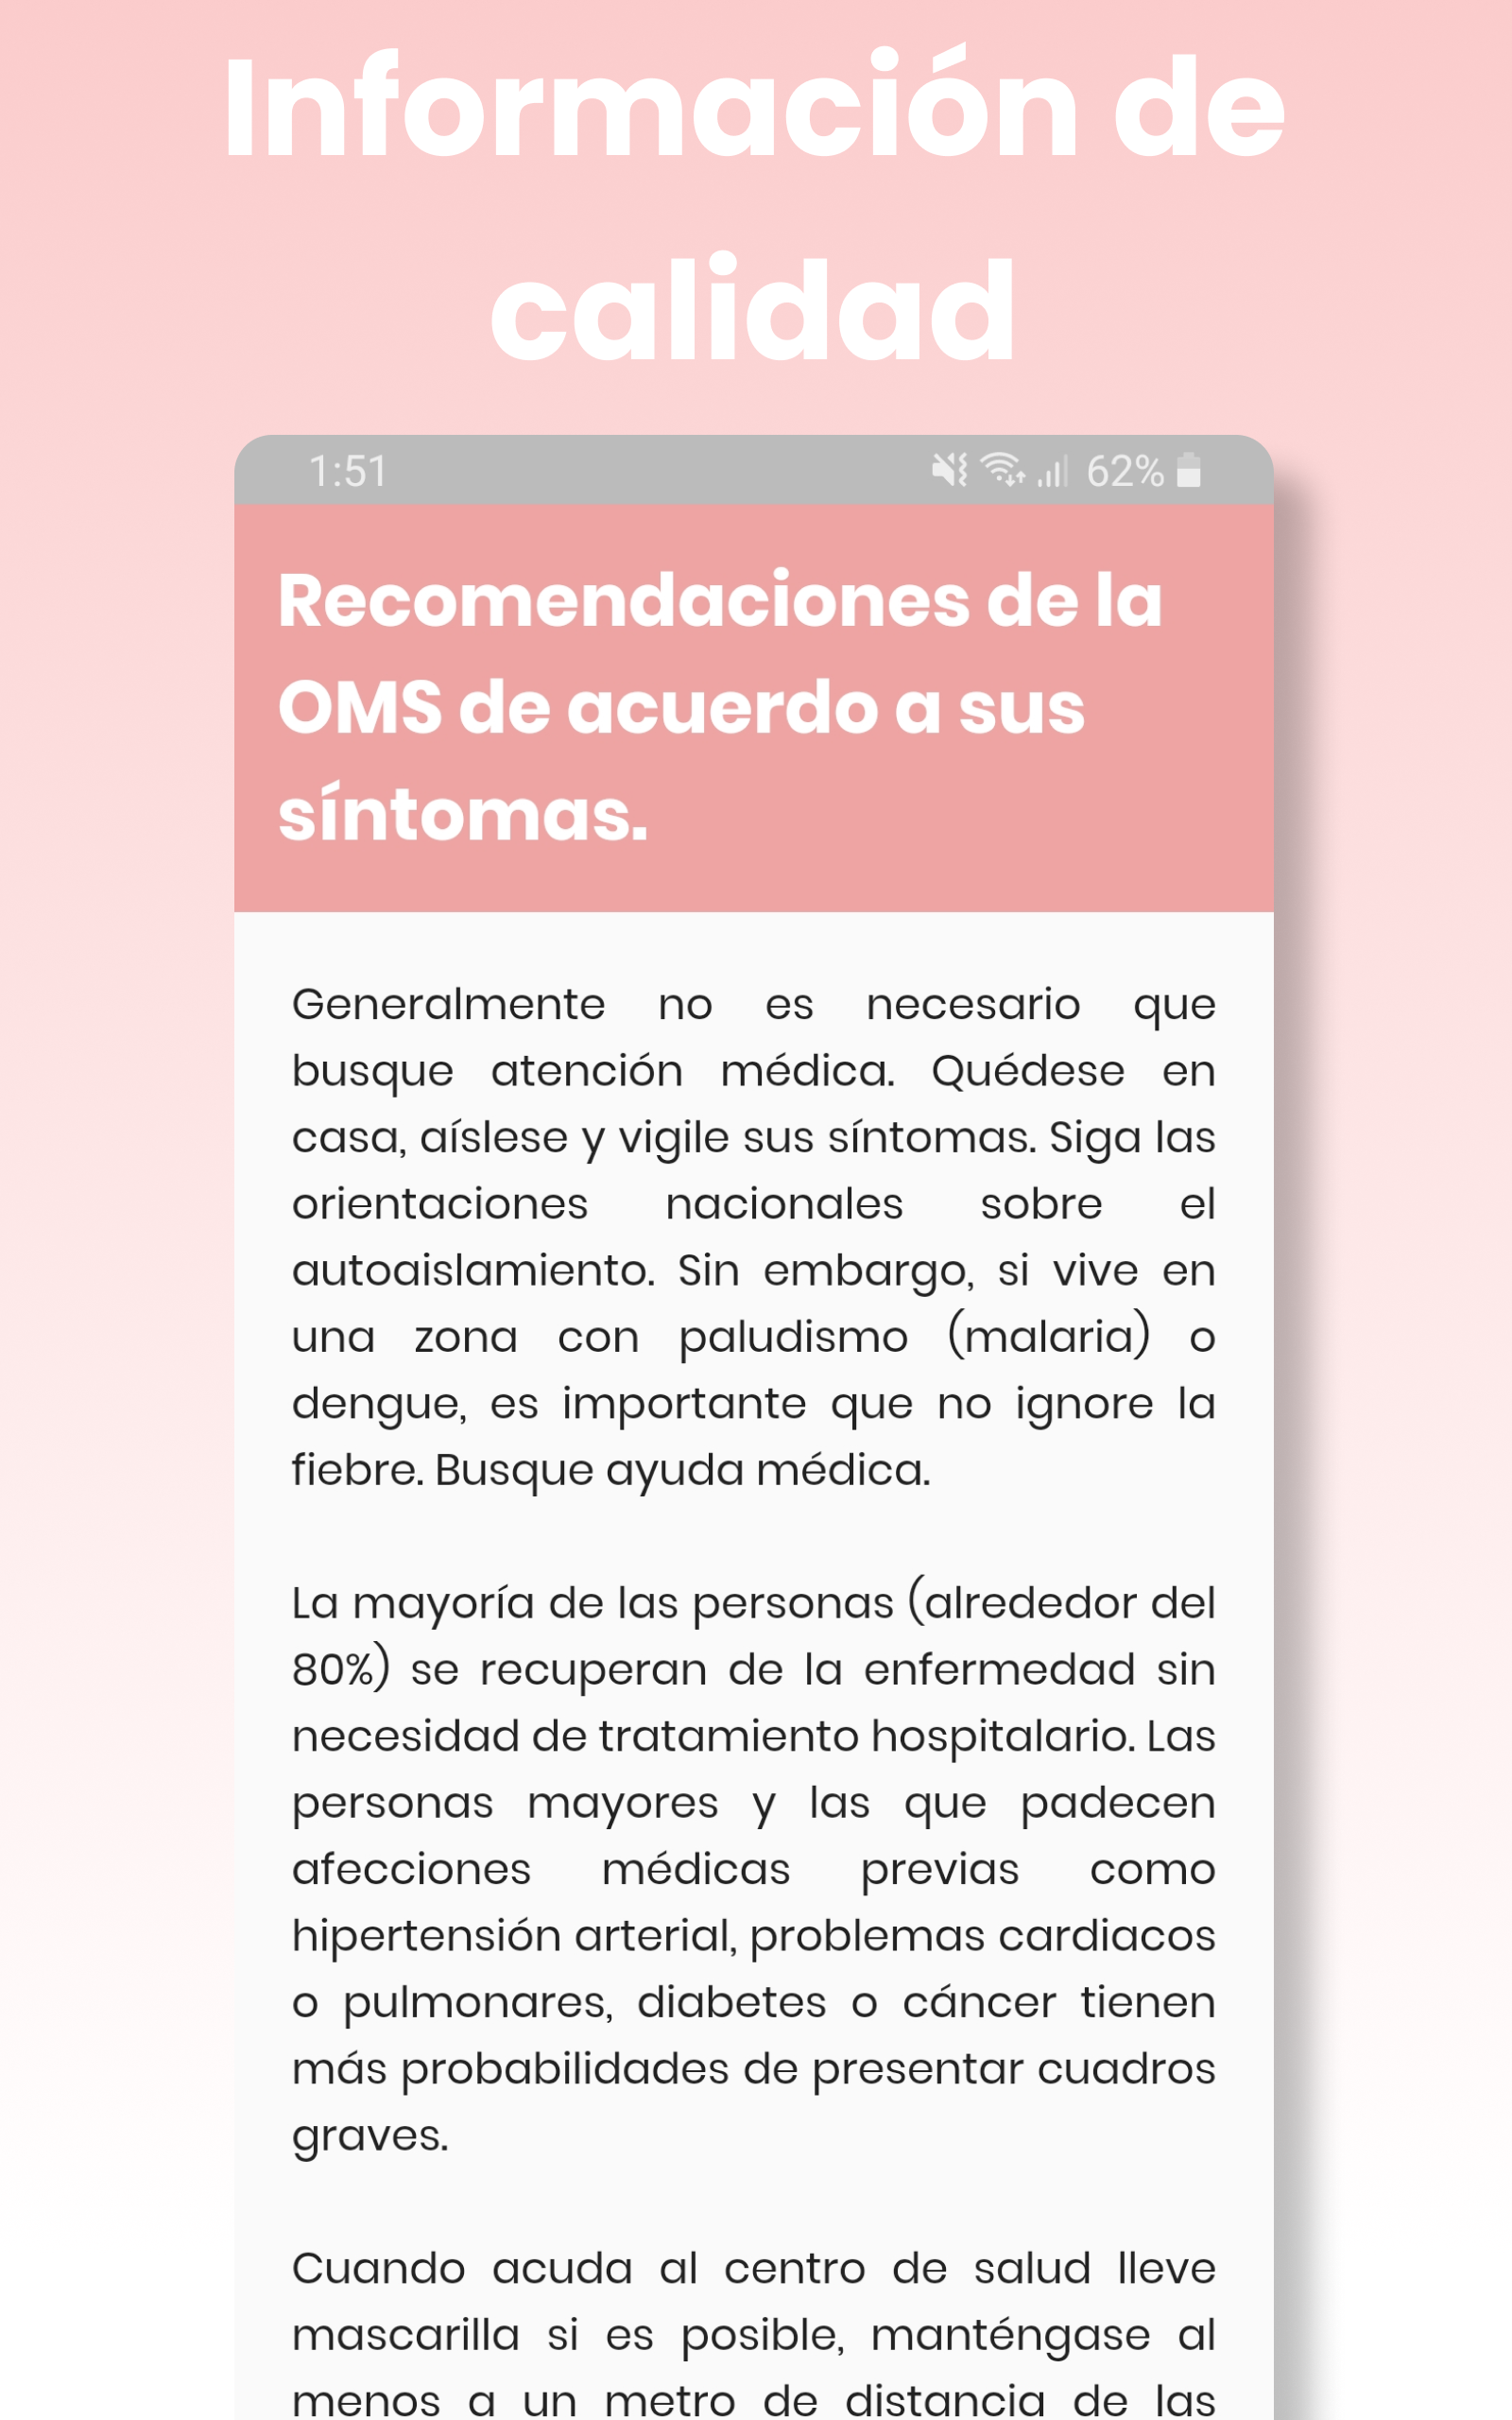 Información de
calidad
1:51
62%
Recomendaciones de la
OMS de acuerdo a sus
síntomas.
Generalmente no es necesario que
busque atención médica. Quédese en
casa, aíslese y vigile sus síntomas. Siga las
orientaciones nacionales sobre el
autoaislamiento. Sin embargo, si vive en
una zona con paludismo (malaria) o
dengue, es importante que no ignore la
fiebre. Busque ayuda médica.
La mayoría de las personas (alrededor del
80%) se recuperan de la enfermedad sin
necesidad de tratamiento hospitalario. Las
personas mayores y las que padecen
afecciones médicas previas como
hipertensión arterial, problemas cardiacos
o pulmonares, diabetes o cáncer tienen
más probabilidades de presentar cuadros
graves.
Cuando acuda al centro de salud lleve
mascarilla si es posible, manténgase al
menos a un metro de distancia de las